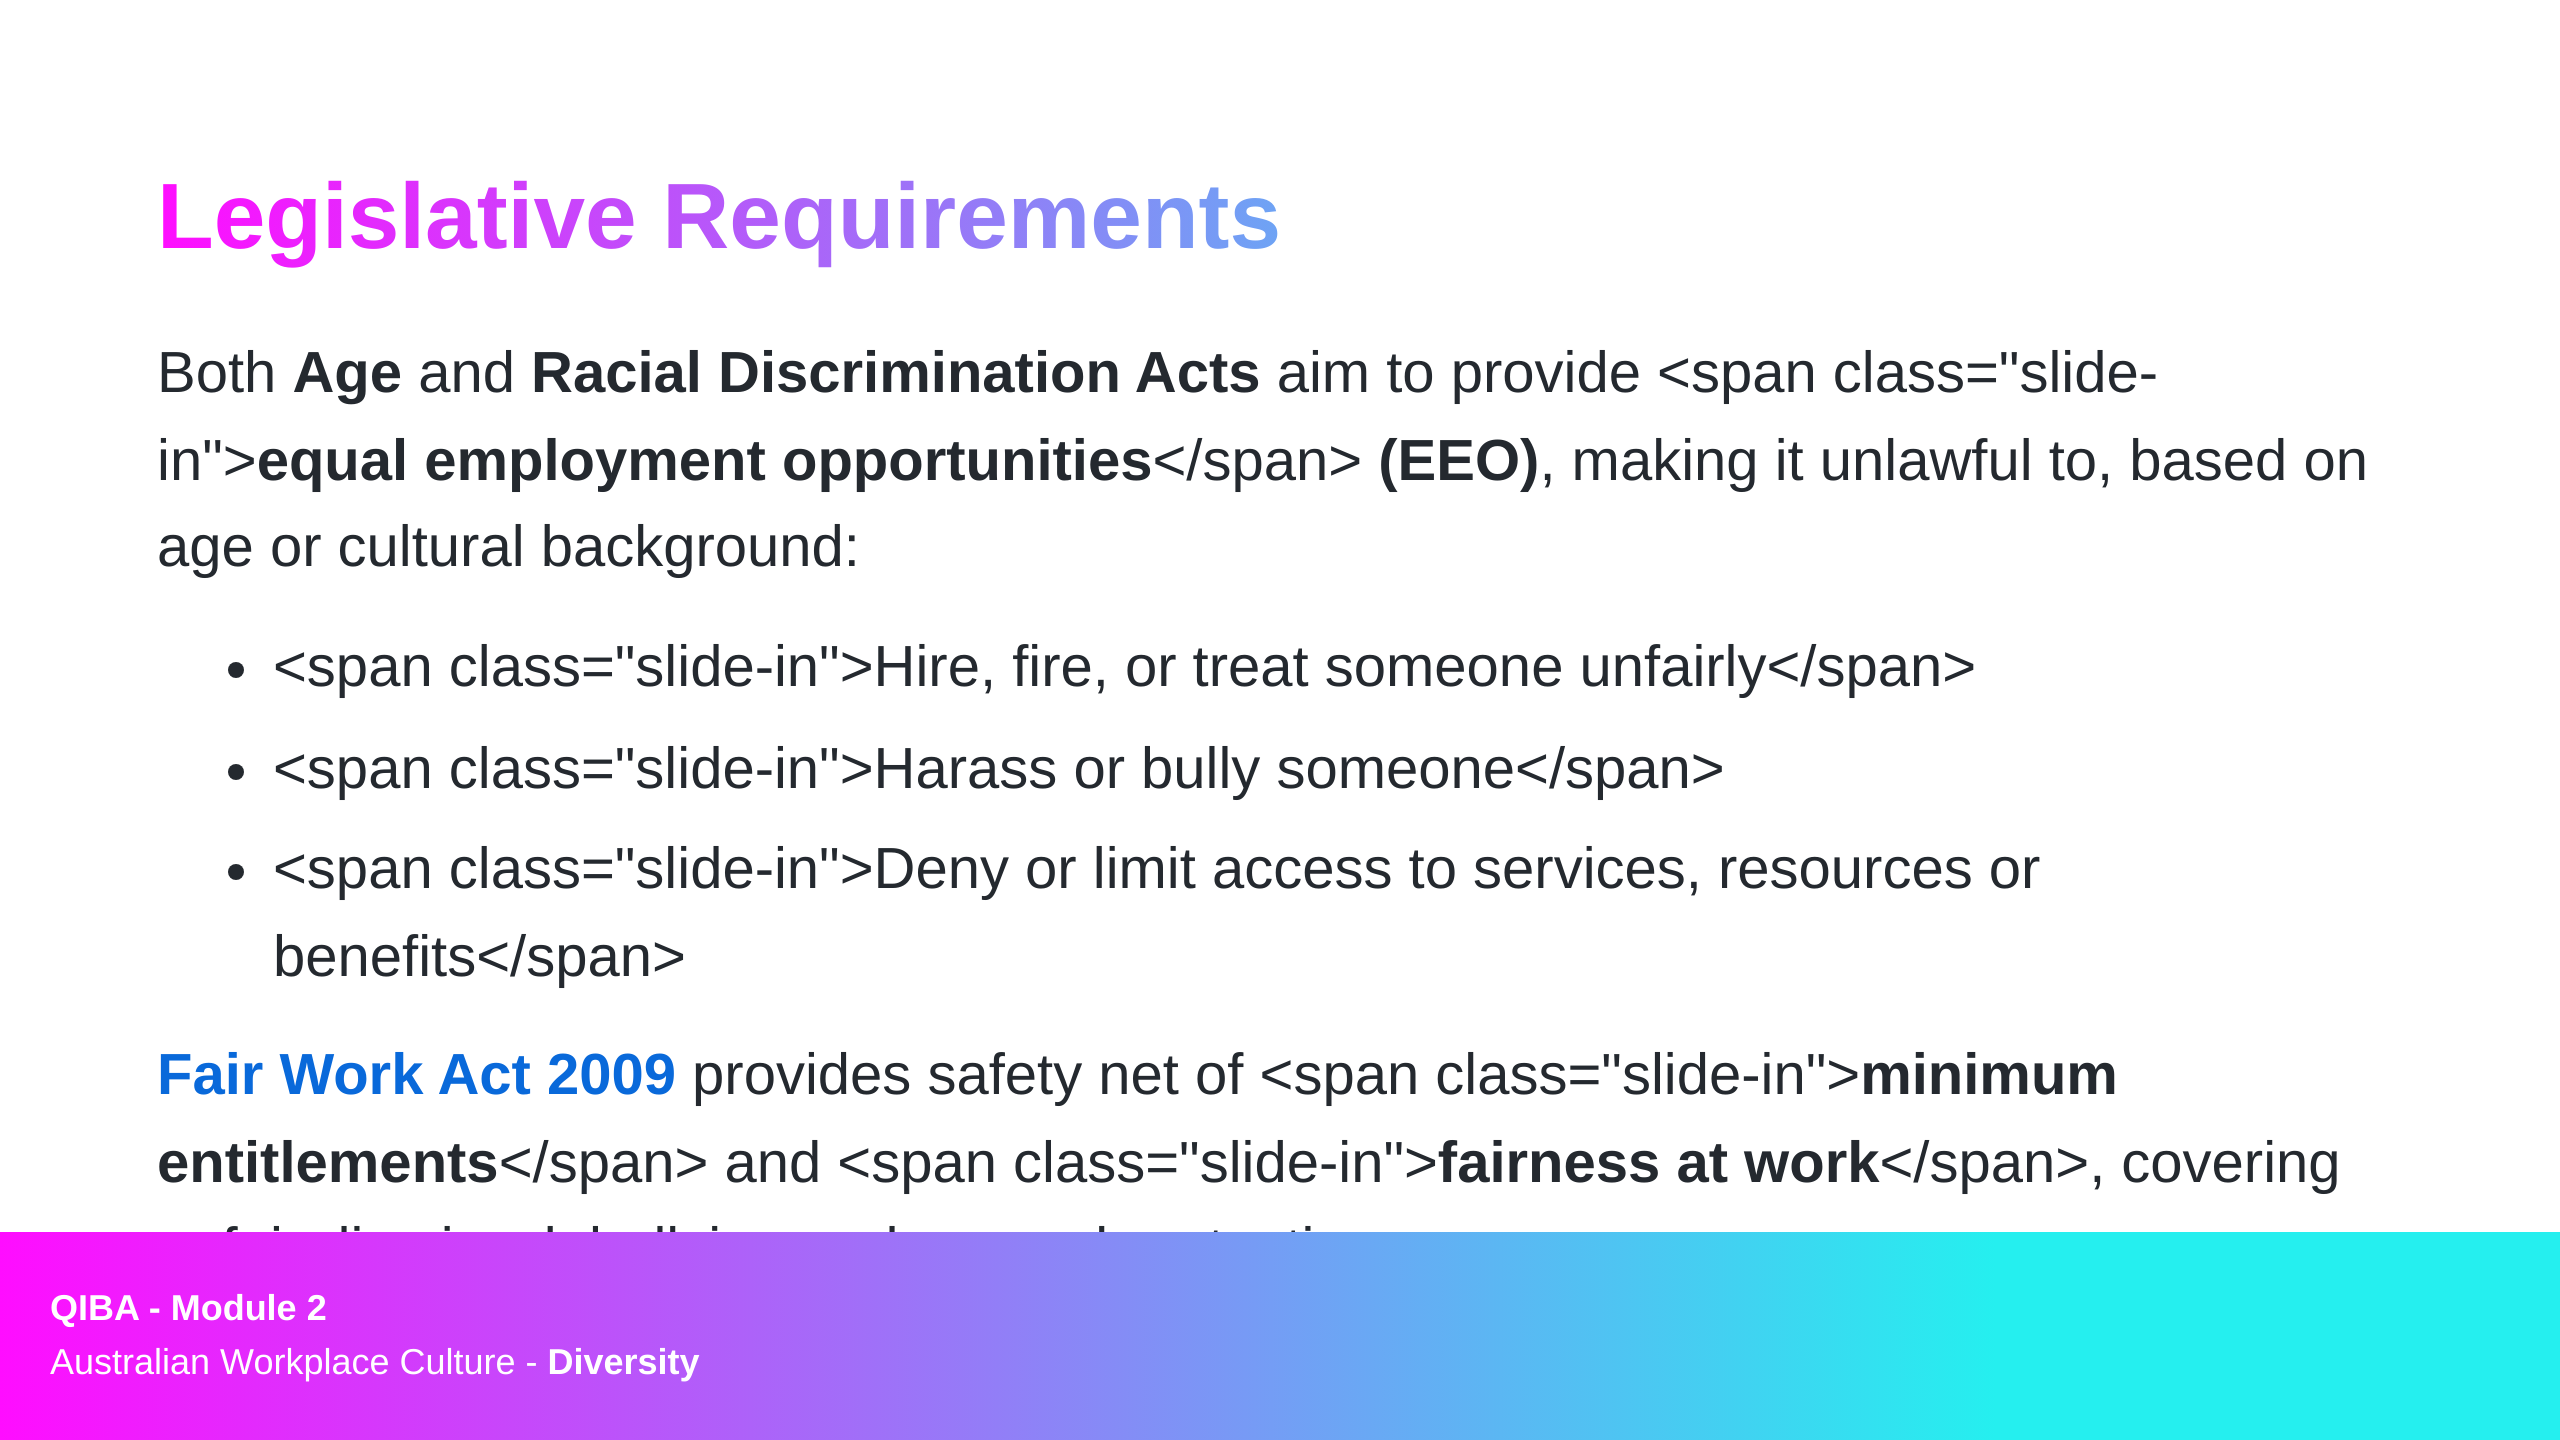 Legislative Requirements
Both Age and Racial Discrimination Acts aim to provide <span class="slide-
in">equal employment opportunities</span> (EEO), making it unlawful to, based on
age or cultural background:
• <span class="slide-in">Hire, fire, or treat someone unfairly</span>
• <span class="slide-in">Harass or bully someone</span>
• <span class="slide-in">Deny or limit access to services, resources or
benefits</span>
Fair Work Act 2009 provides safety net of <span class="slide-in">minimum
entitlements</span> and <span class="slide-in">fairness at work</span>, covering
QIBA - Module 2
Australian Workplace Culture - Diversity